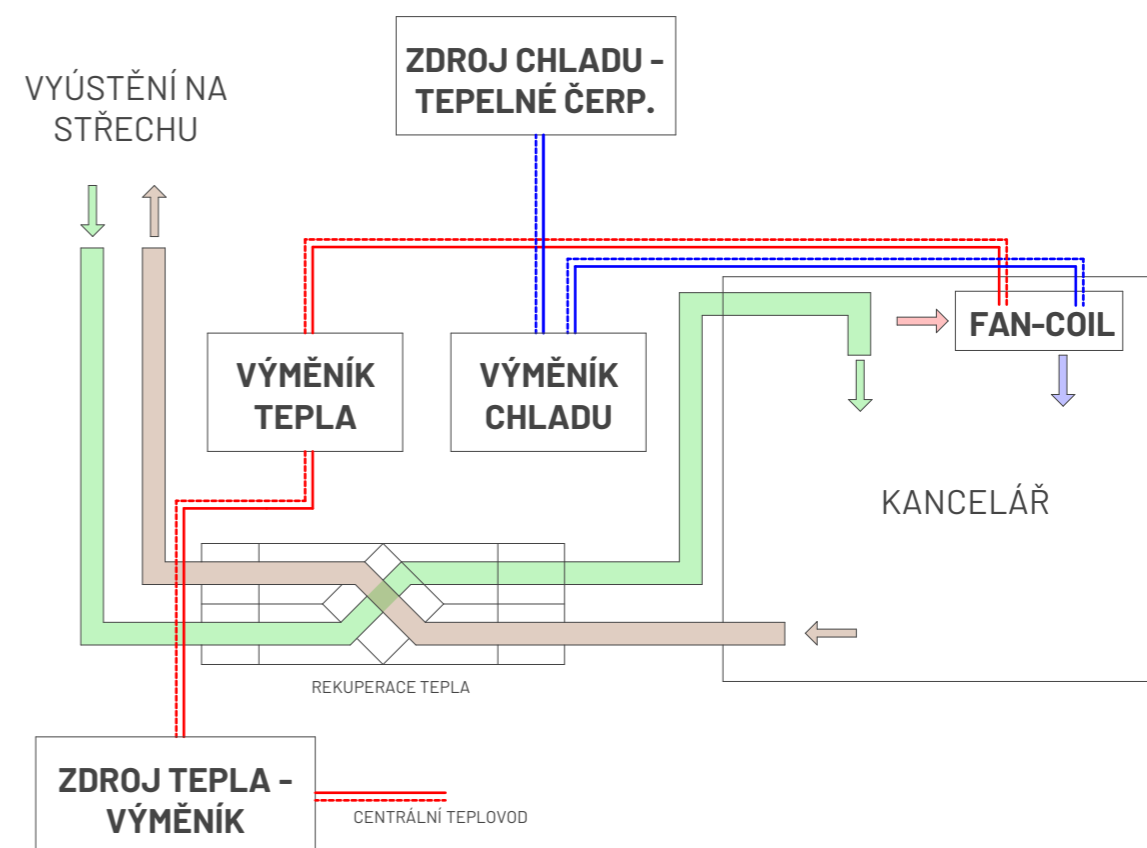 ZDROJ CHLADU -
TEPELNÉ ČERP.
VYÚSTĚNÍ NA
STŘECHU
FAN-COIL
VÝMĚNÍK
TEPLA
VÝMĚNÍK
CHLADU
KANCELÁŘ
REKUPERACE TEPLA
ZDROJ TEPLA -
VÝMĚNÍK
CENTRÁLNÍ TEPLOVOD